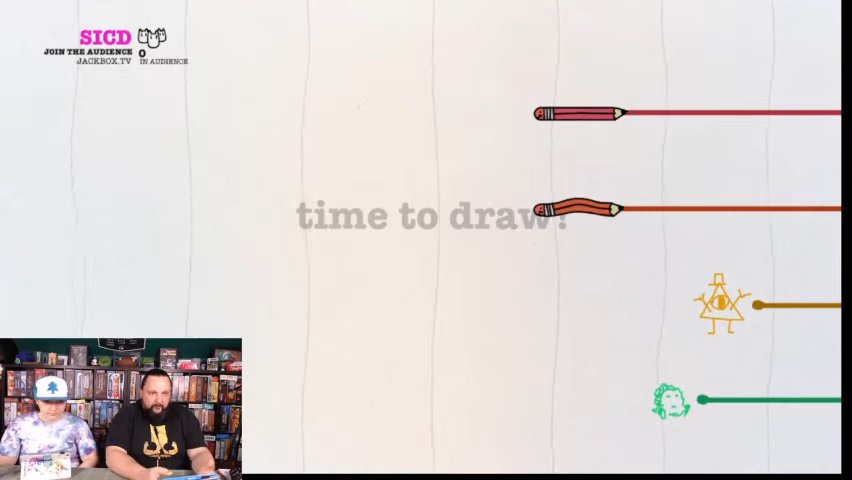 SICD
JOIN THE AUDIENCE 0
JACKBOX.TV IN AUDIENCE
time to draw!